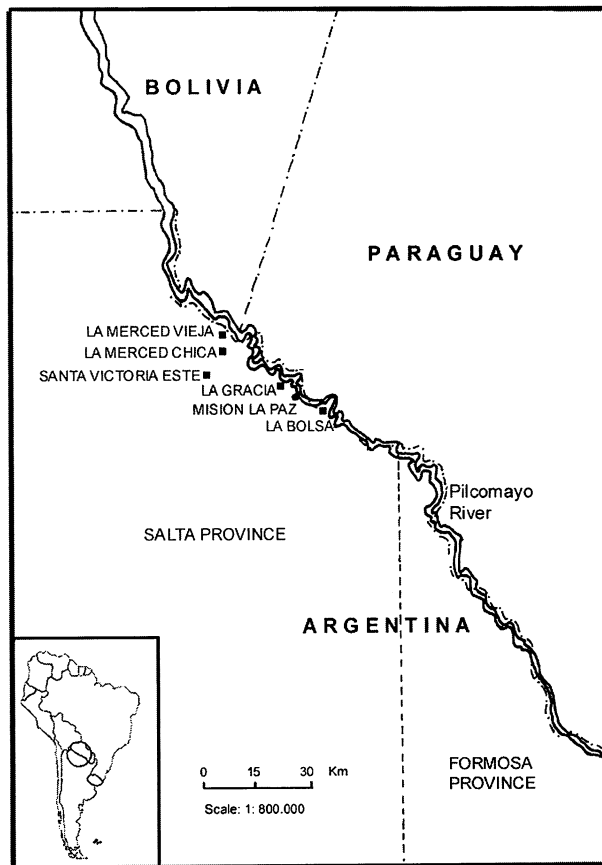 BOLIVIA
PARAGUAY
LA MERCED VIEJA
LA MERCED CHICA
SANTA VICTORIA ESTE
LA GRACIA
MISION LA PAZ
LA BOLSA
Pilcomayo
River
SALTA PROVINCE
ARGENTINA
0 15 30 Km
Scale: 1: 800.000
FORMOSA
PROVINCE